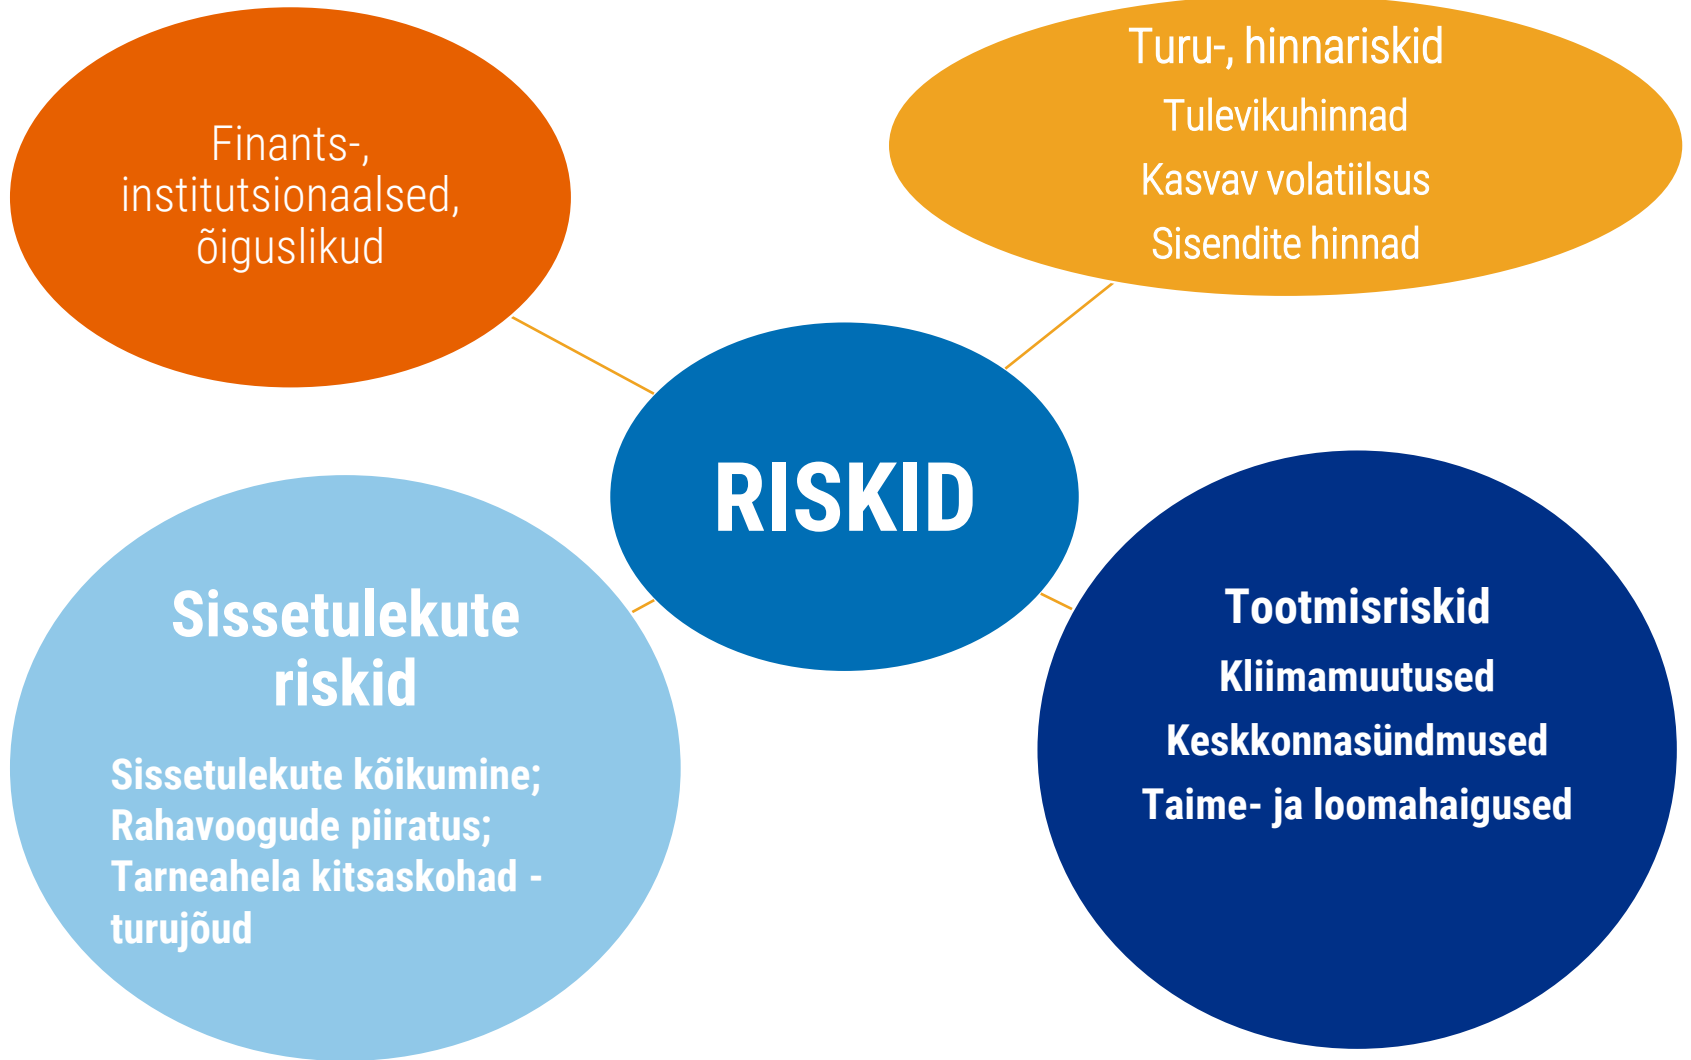 Finants-,
institutsionaalsed,
õiguslikud
Turu-, hinnariskid
Tulevikuhinnad
Kasvav volatiilsus
Sisendite hinnad
RISKID
Sissetulekute
riskid
Sissetulekute kõikumine;
Rahavoogude piiratus;
Tarneahela kitsaskohad -
turujõud
Tootmisriskid
Kliimamuutused
Keskkonnasündmused
Taime- ja loomahaigused